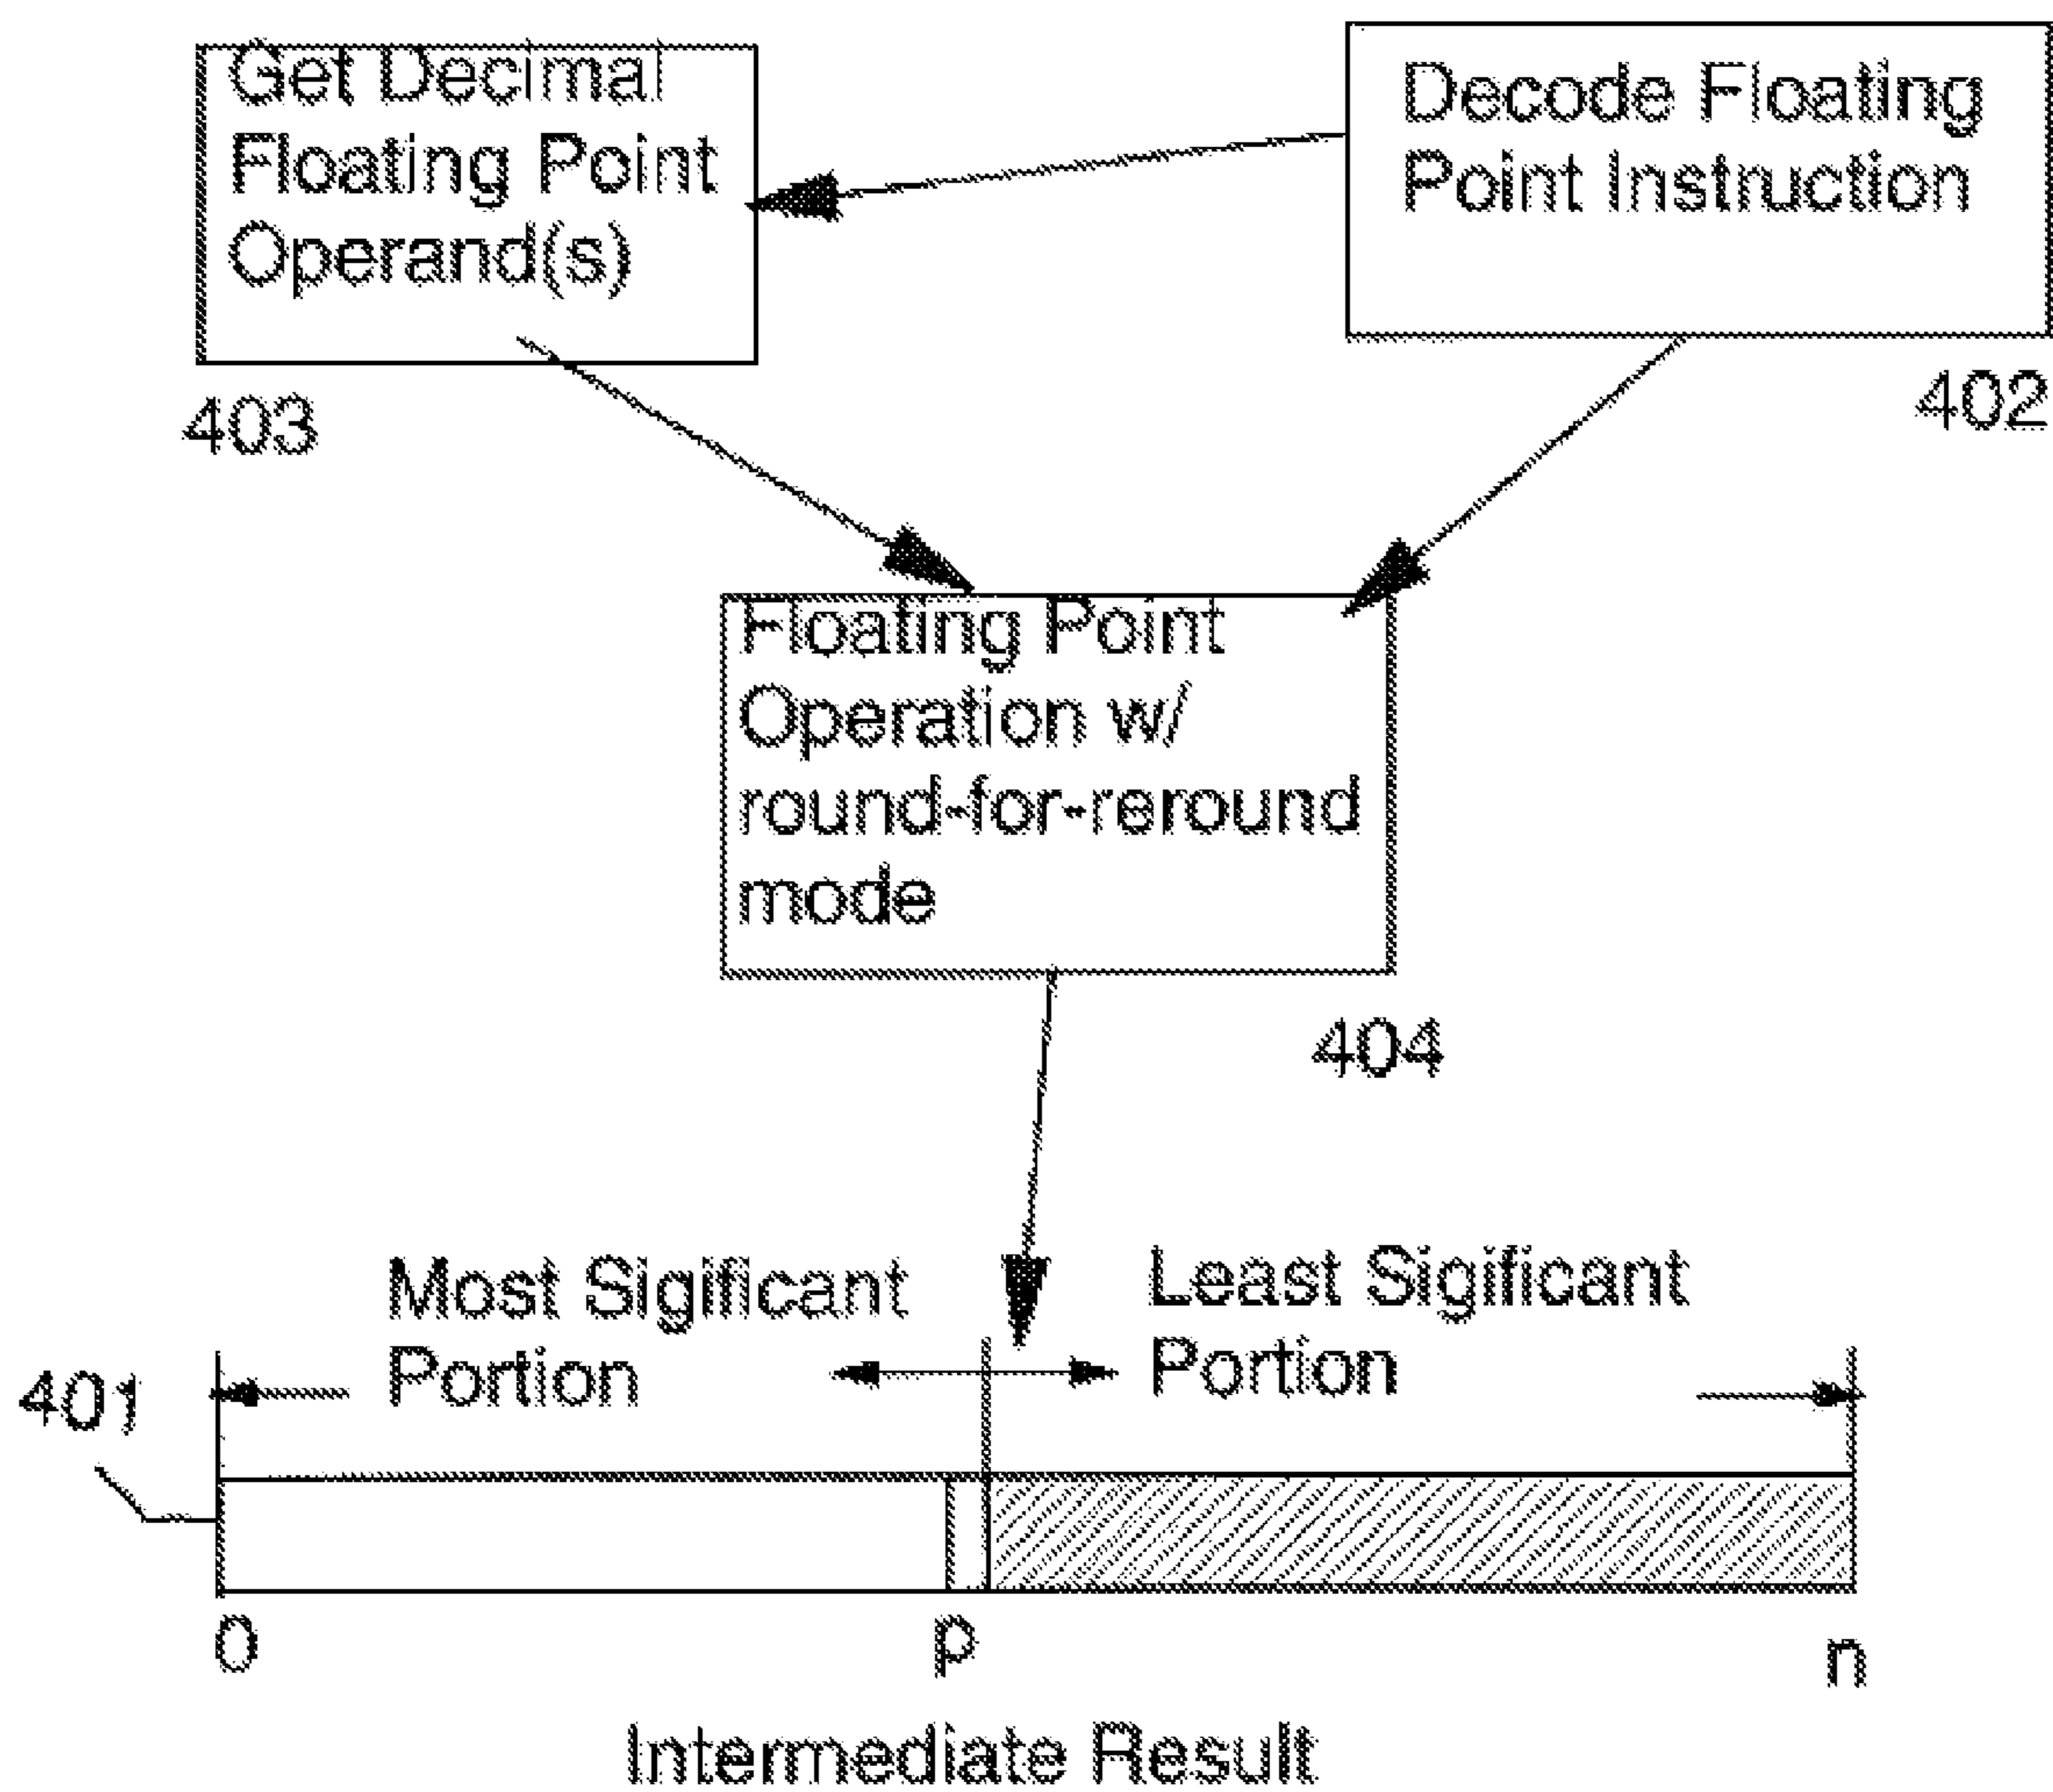 Get Decimal
Floating Point
Operand(s)
403
Decode Floating
Point Instruction
402
Floating Point
Operation w/
round-for-reround
mode
404
Most Sigificant
Portion
Least Sigificant
Portion
401
0
p
n
Intermediate Result